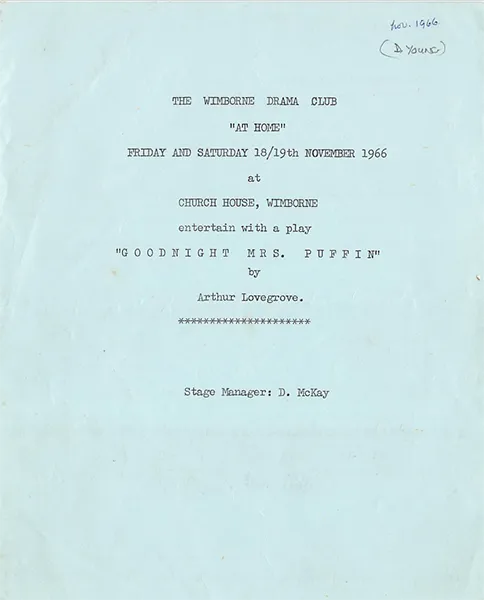 Nov. 1966
(D Young)
THE WIMBORNE DRAMA CLUB
"AT HOME"
FRIDAY AND SATURDAY 18/19th NOVEMBER 1966
at
CHURCH HOUSE, WIMBORNE
entertain with a play
"G O O D N I G H T  M R S.  P U F F I N"
by
Arthur Lovegrove.
*********************
Stage Manager: D. McKay